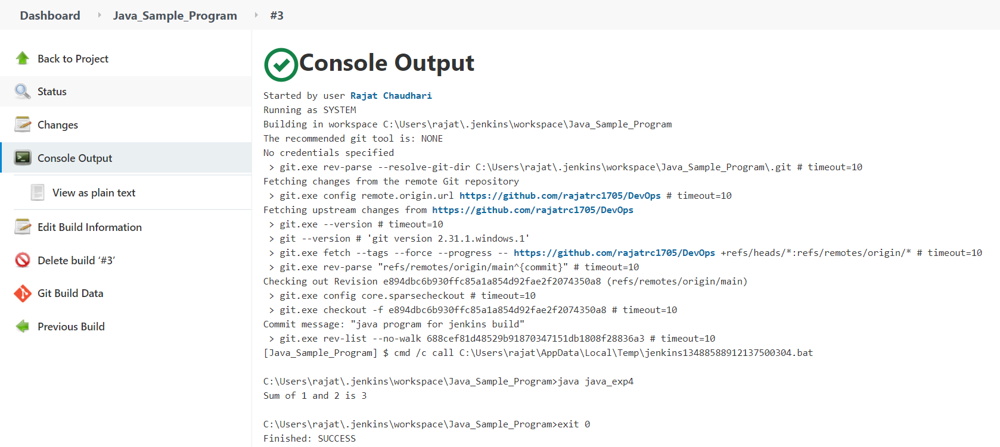 Dashboard Java_Sample_Program #3
Back to Project
Status
Changes
Console Output
View as plain text
Edit Build Information
Delete build ‘#3’
Git Build Data
Previous Build
Console Output
Started by user Rajat Chaudhari
Running as SYSTEM
Building in workspace C:\Users\rajat\.jenkins\workspace\Java_Sample_Program
The recommended git tool is: NONE
No credentials specified
 > git.exe rev-parse --resolve-git-dir C:\Users\rajat\.jenkins\workspace\Java_Sample_Program\.git # timeout=10
Fetching changes from the remote Git repository
 > git.exe config remote.origin.url https://github.com/rajatrc1705/DevOps # timeout=10
Fetching upstream changes from https://github.com/rajatrc1705/DevOps
 > git.exe --version # timeout=10
 > git --version # 'git version 2.31.1.windows.1'
 > git.exe fetch --tags --force --progress -- https://github.com/rajatrc1705/DevOps +refs/heads/*:refs/remotes/origin/* # timeout=10
 > git.exe rev-parse "refs/remotes/origin/main^{commit}" # timeout=10
Checking out Revision e894dbc6b930ffc85a1a854d92fae2f2074350a8 (refs/remotes/origin/main)
 > git.exe config core.sparsecheckout # timeout=10
 > git.exe checkout -f e894dbc6b930ffc85a1a854d92fae2f2074350a8 # timeout=10
Commit message: "java program for jenkins build"
 > git.exe rev-list --no-walk 688cef81d48529b91870347151db1808f28836a3 # timeout=10
[Java_Sample_Program] $ cmd /c call C:\Users\rajat\AppData\Local\Temp\jenkins13488588912137500304.bat
C:\Users\rajat\.jenkins\workspace\Java_Sample_Program>java java_exp4
Sum of 1 and 2 is 3
C:\Users\rajat\.jenkins\workspace\Java_Sample_Program>exit 0
Finished: SUCCESS